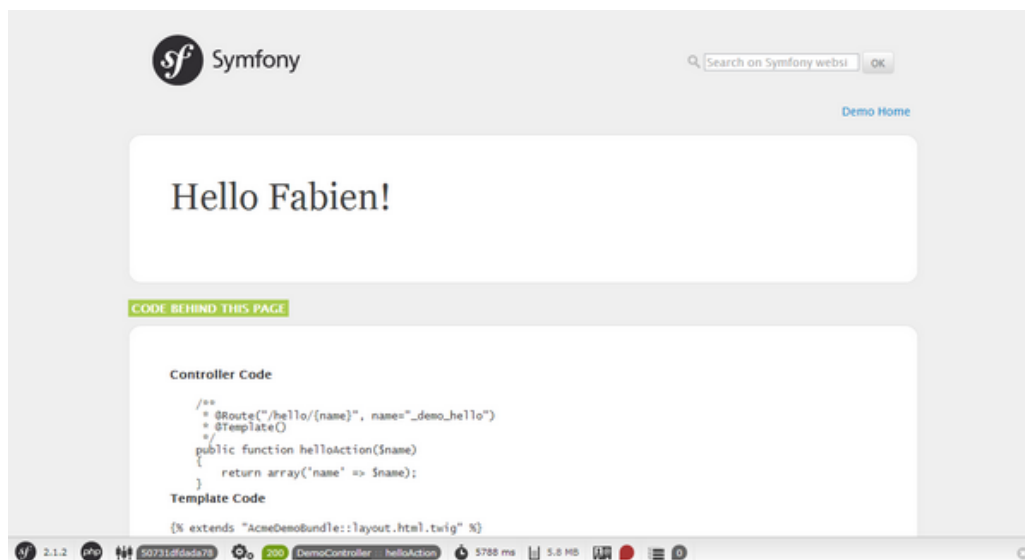 sf Symfony
Search on Symfony websi OK
Demo Home
Hello Fabien!
CODE BEHIND THIS PAGE
Controller Code
/**
* @Route("/hello/{name}", name="_demo_hello")
* @Template()
*/
public function helloAction($name)
{
return array('name' => $name);
}
Template Code
{% extends "AcmeDemoBundle::layout.html.twig" %}
sf 2.1.2 php 50731dfdada78 200 DemoController :: helloAction 5788 ms 5.8 MB 0